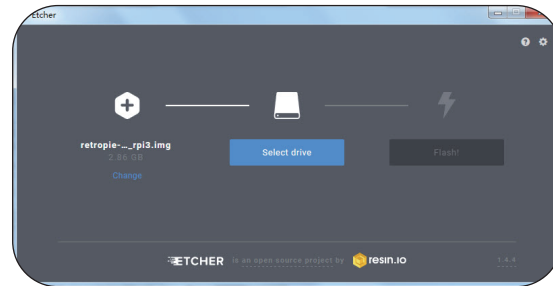 Etcher
retropie-..._rpi3.img
2.86 GB
Change
Select drive
Flash!
ETCHER is an open source project by resin.io
1.4.4